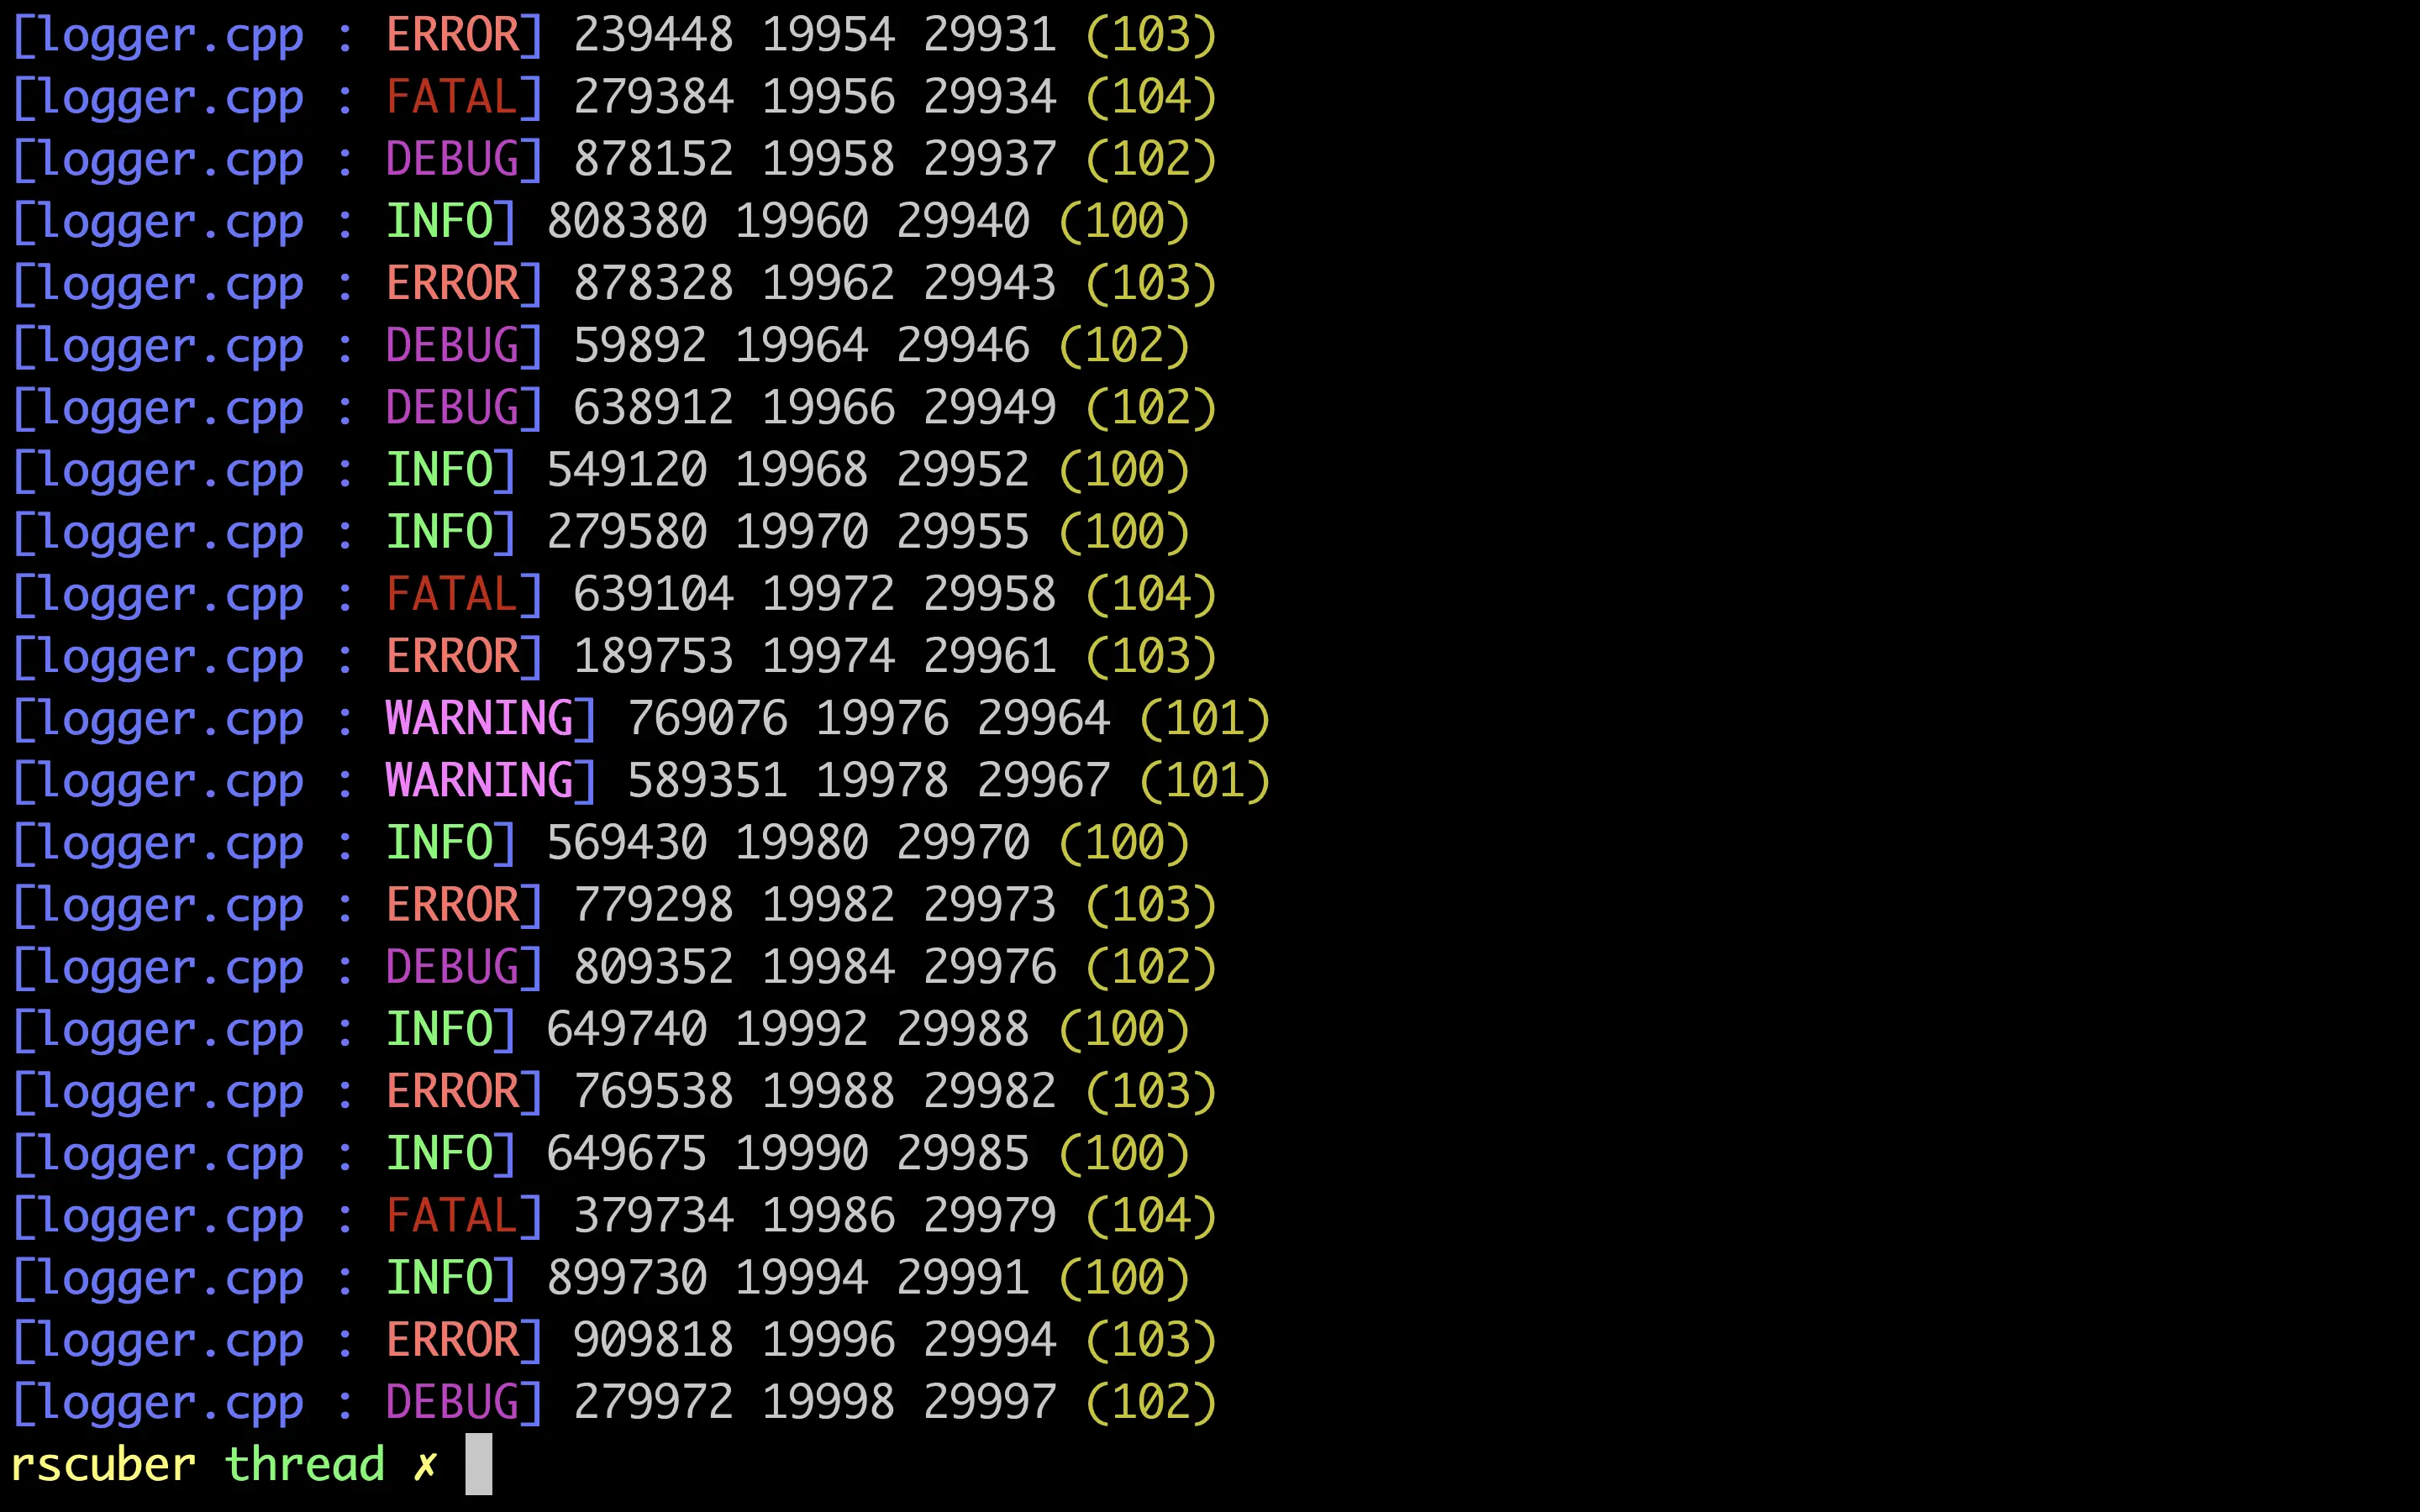 [logger.cpp : ERROR] 239448 19954 29931 (103)
[logger.cpp : FATAL] 279384 19956 29934 (104)
[logger.cpp : DEBUG] 878152 19958 29937 (102)
[logger.cpp : INFO] 808380 19960 29940 (100)
[logger.cpp : ERROR] 878328 19962 29943 (103)
[logger.cpp : DEBUG] 59892 19964 29946 (102)
[logger.cpp : DEBUG] 638912 19966 29949 (102)
[logger.cpp : INFO] 549120 19968 29952 (100)
[logger.cpp : INFO] 279580 19970 29955 (100)
[logger.cpp : FATAL] 639104 19972 29958 (104)
[logger.cpp : ERROR] 189753 19974 29961 (103)
[logger.cpp : WARNING] 769076 19976 29964 (101)
[logger.cpp : WARNING] 589351 19978 29967 (101)
[logger.cpp : INFO] 569430 19980 29970 (100)
[logger.cpp : ERROR] 779298 19982 29973 (103)
[logger.cpp : DEBUG] 809352 19984 29976 (102)
[logger.cpp : INFO] 649740 19992 29988 (100)
[logger.cpp : ERROR] 769538 19988 29982 (103)
[logger.cpp : INFO] 649675 19990 29985 (100)
[logger.cpp : FATAL] 379734 19986 29979 (104)
[logger.cpp : INFO] 899730 19994 29991 (100)
[logger.cpp : ERROR] 909818 19996 29994 (103)
[logger.cpp : DEBUG] 279972 19998 29997 (102)
rscuber thread ✗